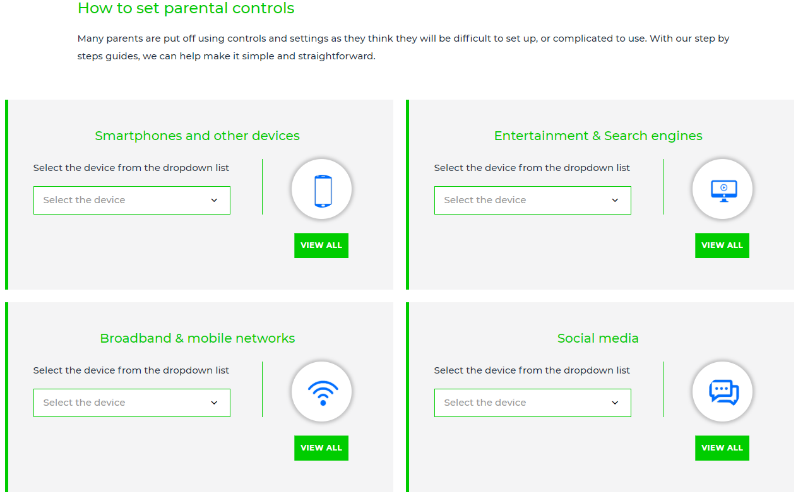 How to set parental controls
Many parents are put off using controls and settings as they think they will be difficult to set up, or complicated to use. With our step by
steps guides, we can help make it simple and straightforward.
Smartphones and other devices
Select the device from the dropdown list
Select the device
VIEW ALL
Entertainment & Search engines
Select the device from the dropdown list
Select the device
VIEW ALL
Broadband & mobile networks
Select the device from the dropdown list
Select the device
VIEW ALL
Social media
Select the device from the dropdown list
Select the device
VIEW ALL